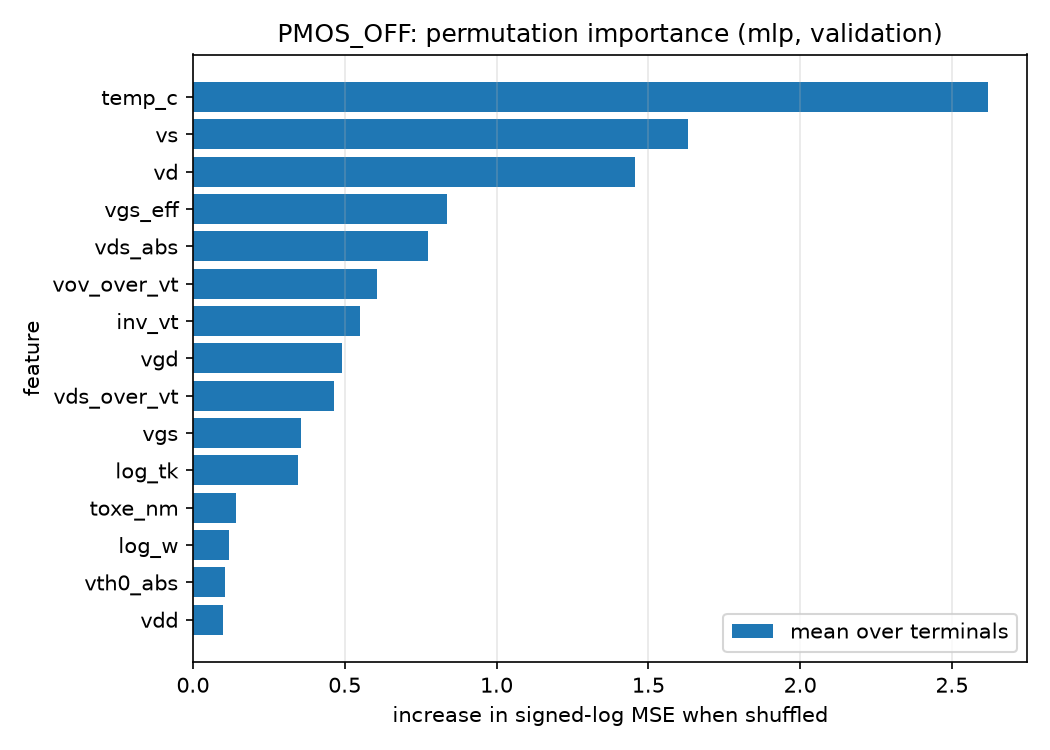 PMOS_OFF: permutation importance (mlp, validation)
temp_c
vs
vd
vgs_eff
vds_abs
vov_over_vt
inv_vt
vgd
vds_over_vt
vgs
log_tk
toxe_nm
log_w
vth0_abs
vdd
feature
mean over terminals
0.0 0.5 1.0 1.5 2.0 2.5
increase in signed-log MSE when shuffled